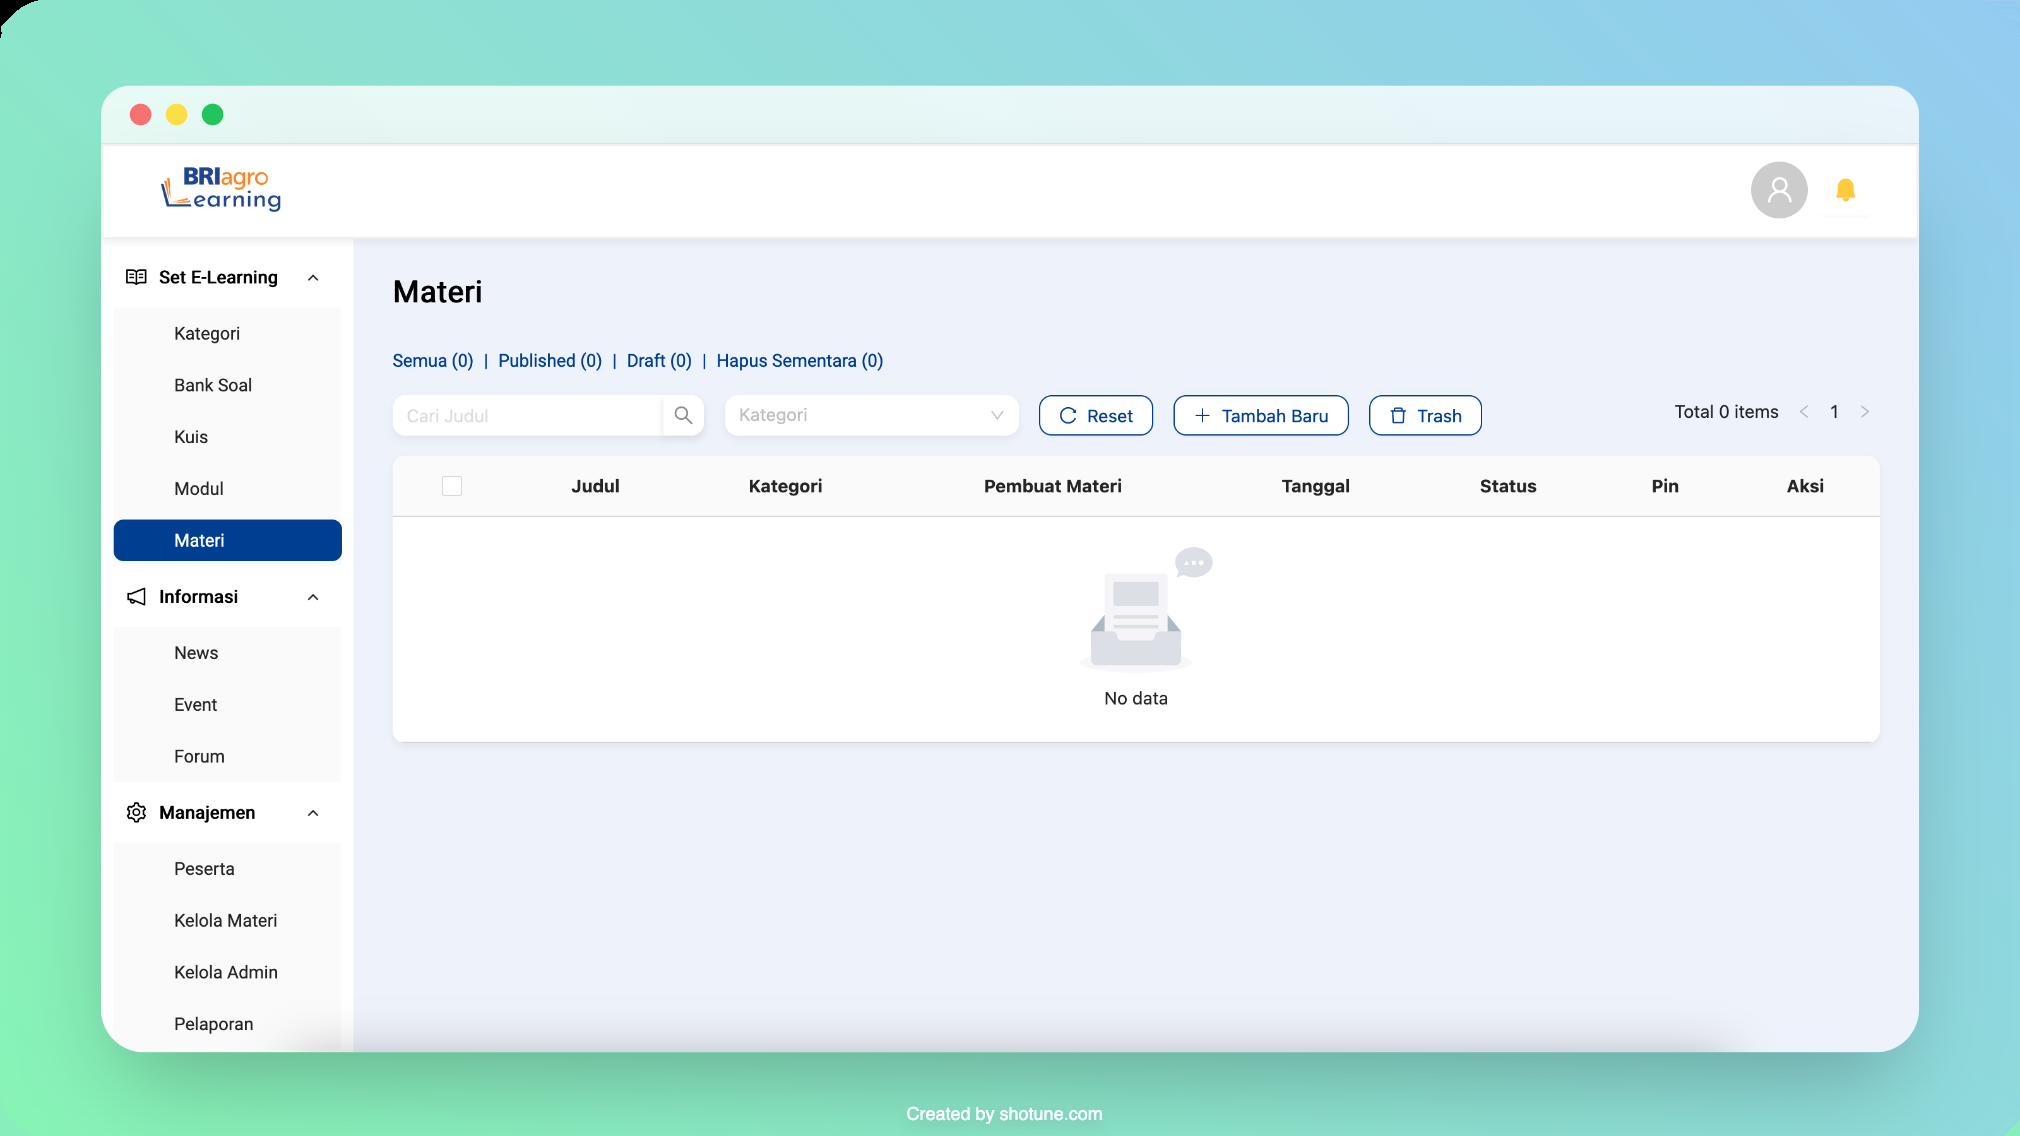 BRIagro
Learning
Set E-Learning
Kategori
Bank Soal
Kuis
Modul
Materi
Informasi
News
Event
Forum
Manajemen
Peserta
Kelola Materi
Kelola Admin
Pelaporan
Materi
Semua (0) | Published (0) | Draft (0) | Hapus Sementara (0)
Cari Judul Kategori Reset Tambah Baru Trash Total 0 items 1
Judul Kategori Pembuat Materi Tanggal Status Pin Aksi
No data
Created by shotune.com